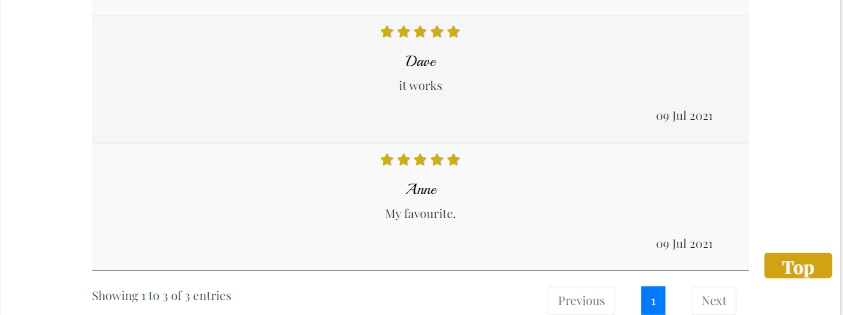 Dave
it works
09 Jul 2021
Anne
My favourite.
09 Jul 2021
Top
Showing 1 to 3 of 3 entries
Previous 1 Next